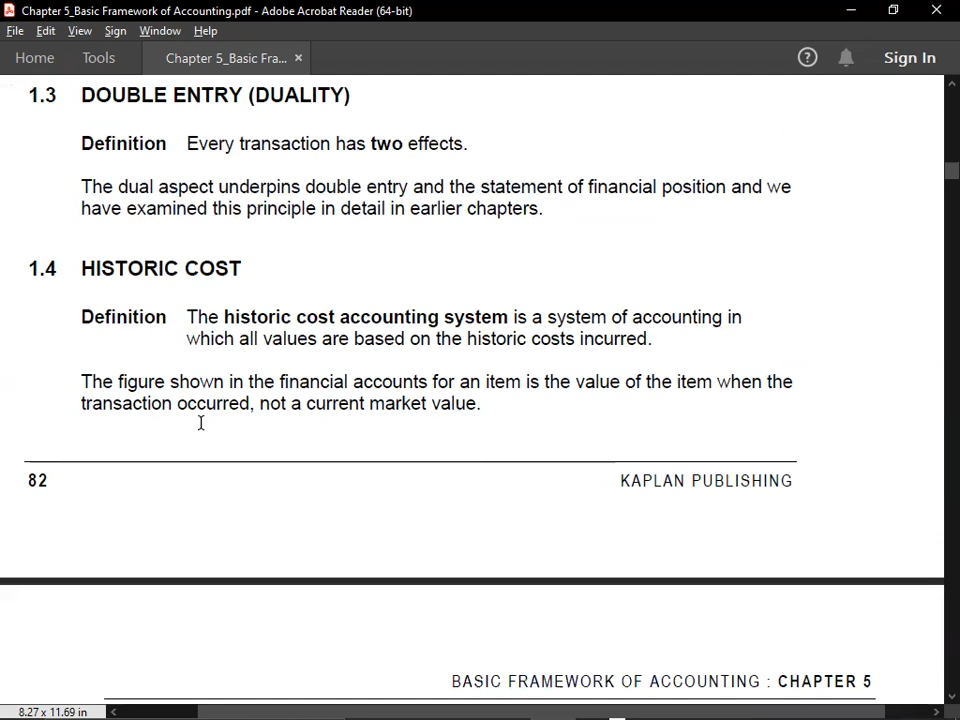 Chapter 5_Basic Framework of Accounting.pdf - Adobe Acrobat Reader (64-bit)
File Edit View Sign Window Help
Home Tools Chapter 5_Basic Fra... × ? Sign In
1.3 DOUBLE ENTRY (DUALITY)
Definition Every transaction has two effects.
The dual aspect underpins double entry and the statement of financial position and we
have examined this principle in detail in earlier chapters.
1.4 HISTORIC COST
Definition The historic cost accounting system is a system of accounting in
which all values are based on the historic costs incurred.
The figure shown in the financial accounts for an item is the value of the item when the
transaction occurred, not a current market value.
82 KAPLAN PUBLISHING
BASIC FRAMEWORK OF ACCOUNTING : CHAPTER 5
8.27 x 11.69 in